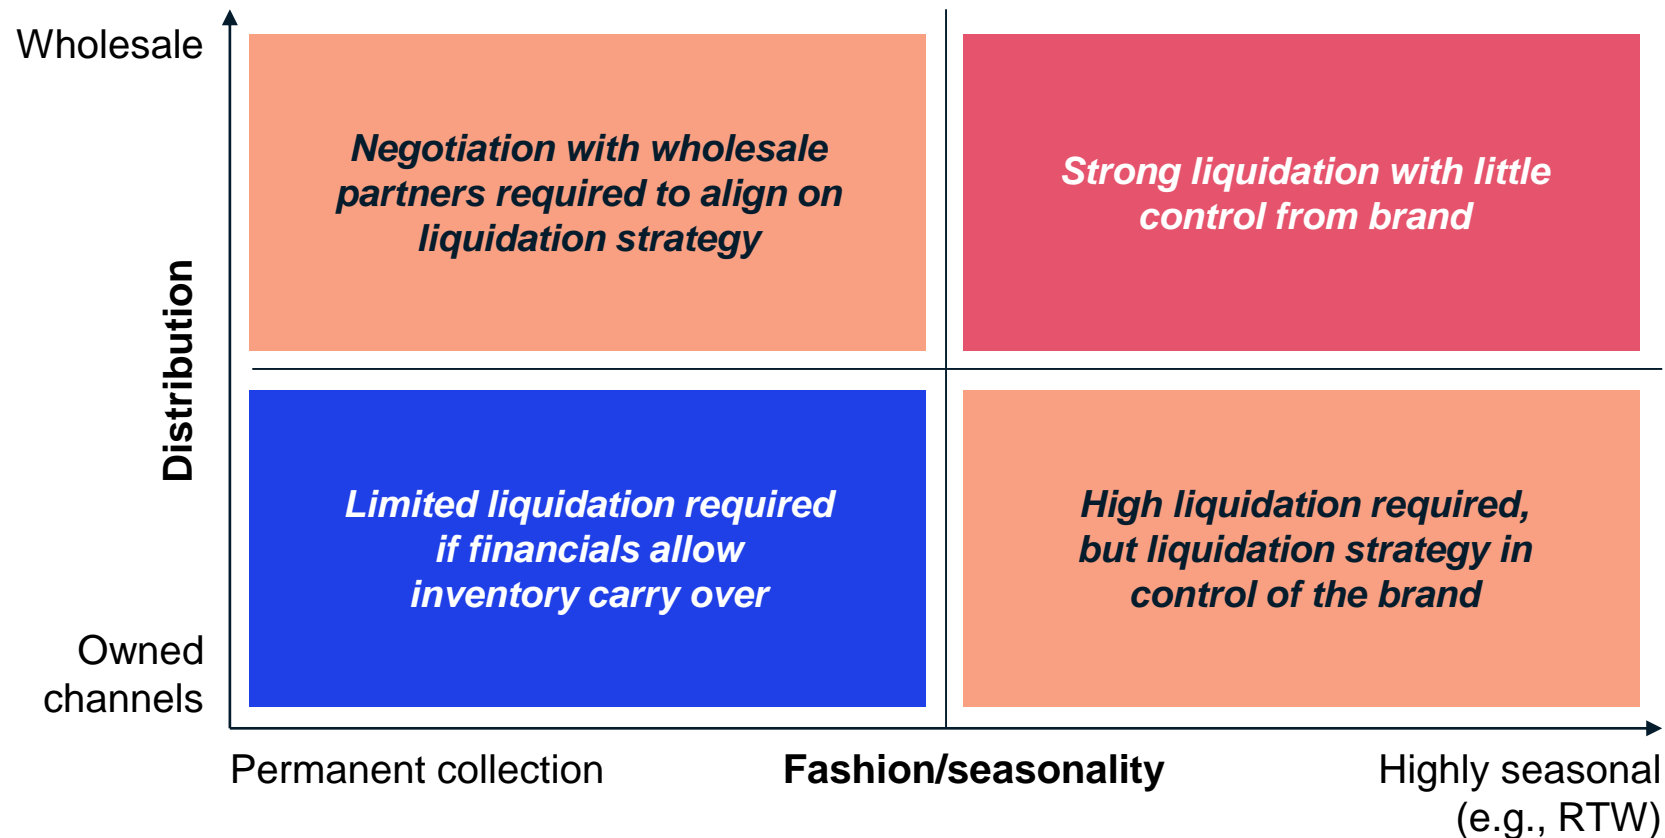 Wholesale
Negotiation with wholesale
partners required to align on
liquidation strategy
Strong liquidation with little
control from brand
Distribution
Limited liquidation required
if financials allow
inventory carry over
High liquidation required,
but liquidation strategy in
control of the brand
Owned
channels
Permanent collection
Fashion/seasonality
Highly seasonal
(e.g., RTW)